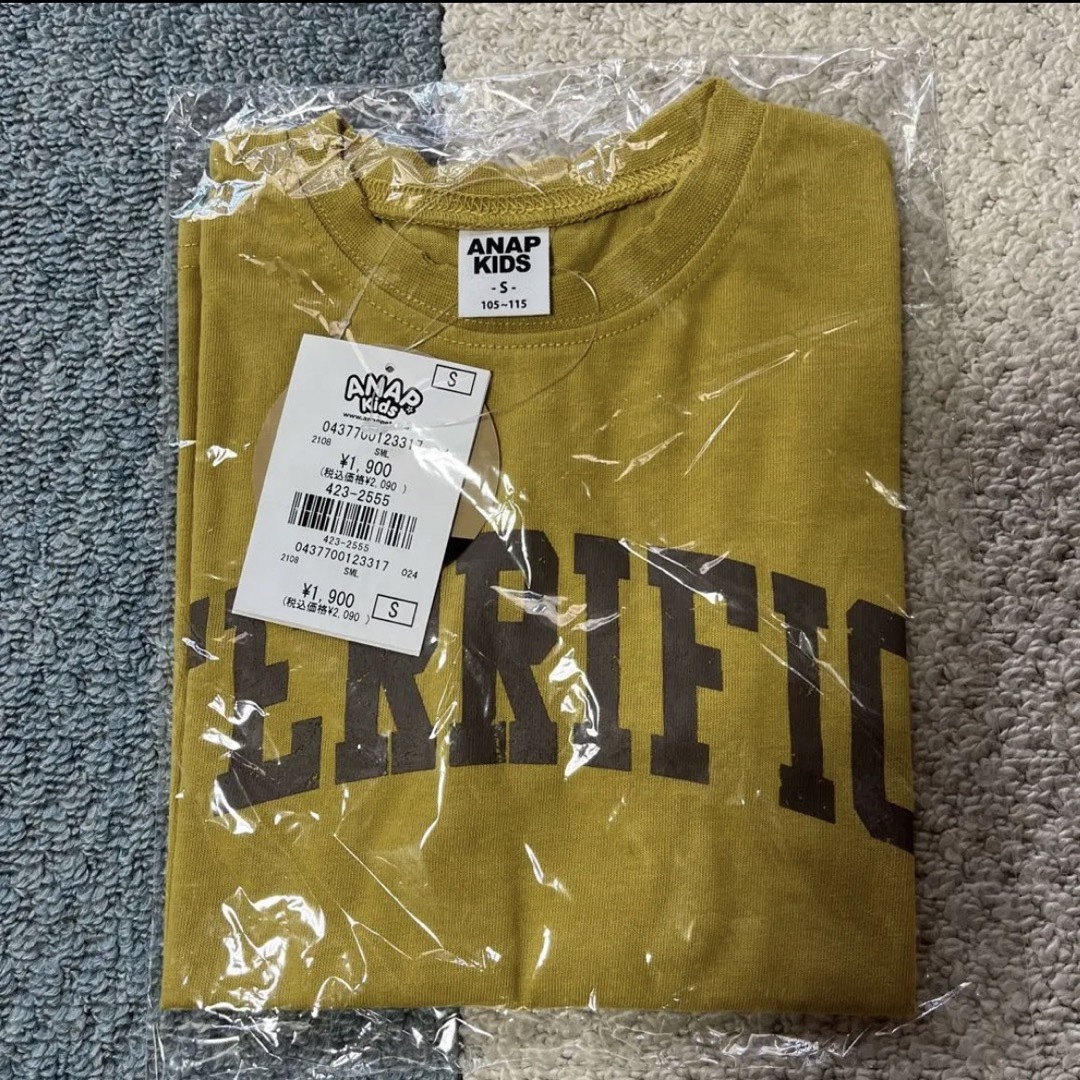 ANAP
KIDS
- S -
105~115
S
ANAP
Kids
0437700123317
2108 SML
¥1,900
(税込価格¥2,090 )
423-2555
423-2555
0437700123317
2108 SML 024
¥1,900
(税込価格¥2,090 )
S
ERRIFIC